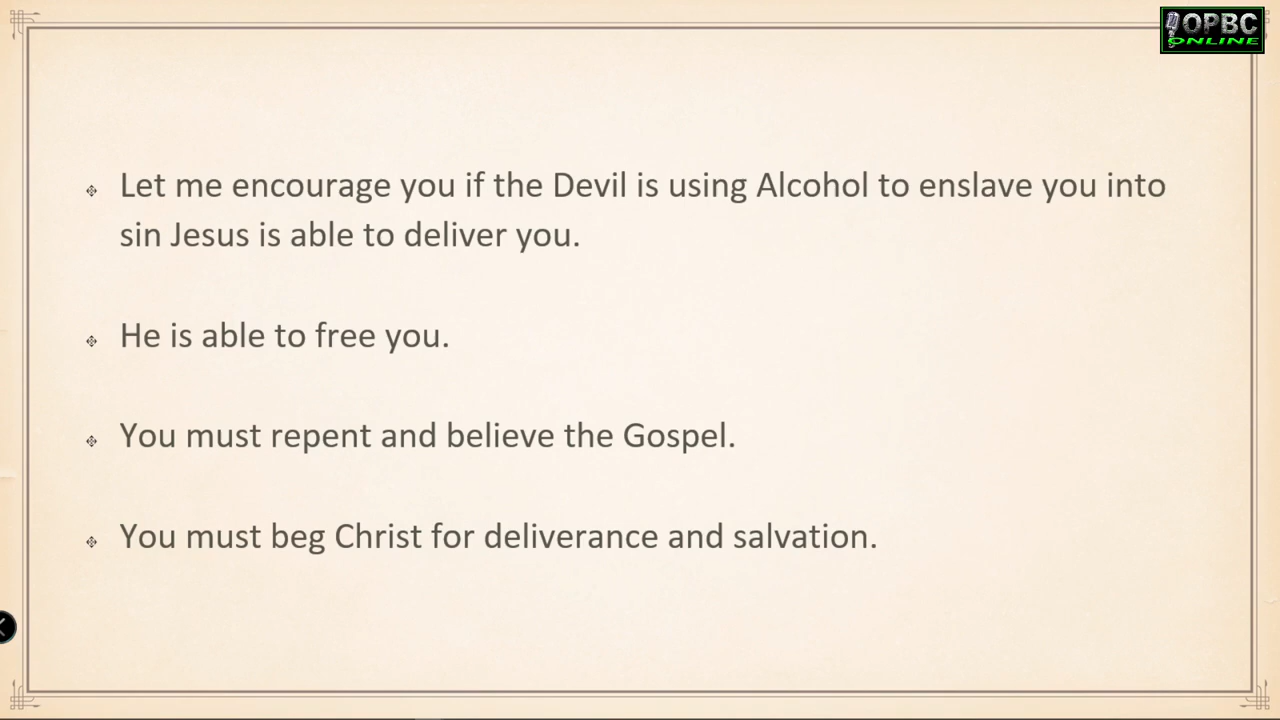 OPBC
ONLINE
Let me encourage you if the Devil is using Alcohol to enslave you into
sin Jesus is able to deliver you.
He is able to free you.
You must repent and believe the Gospel.
You must beg Christ for deliverance and salvation.